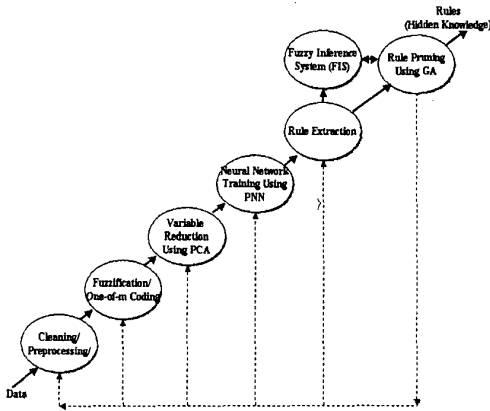 Rules
(Hidden Knowledge)
Fuzzy Inference
System (FIS)
Rule Pruning
Using GA
Rule Extraction
Neural Network
Training Using
PNN
Variable
Reduction
Using PCA
Fuzzification/
One-of-m Coding
Cleaning/
Preprocessing/
Data